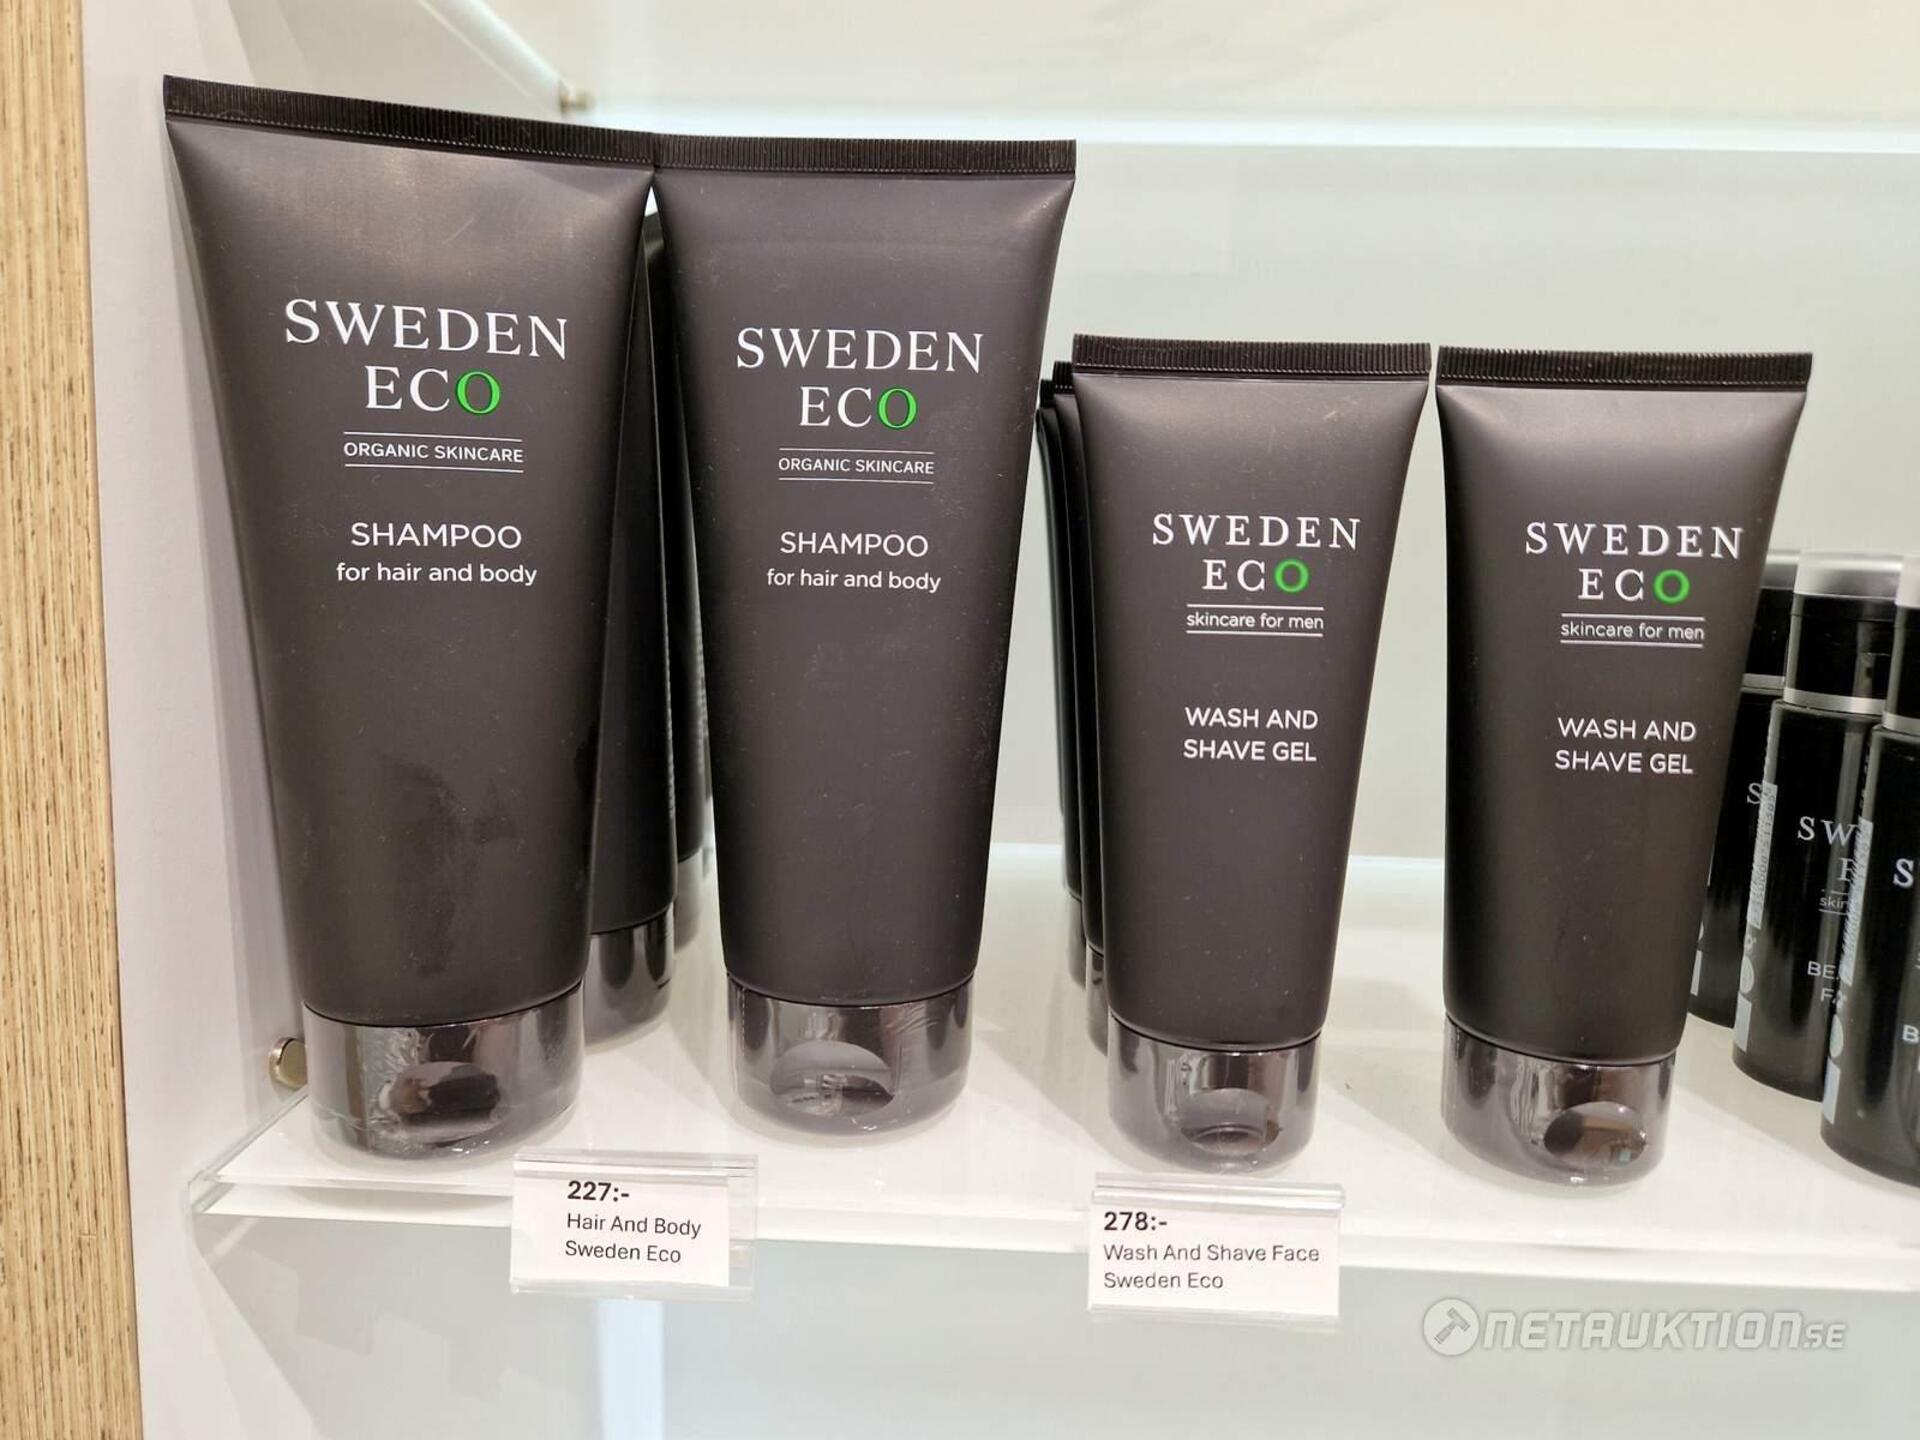 SWEDEN
ECO
ORGANIC SKINCARE
SHAMPOO
for hair and body
SWEDEN
ECO
ORGANIC SKINCARE
SHAMPOO
for hair and body
SWEDEN
ECO
skincare for men
WASH AND
SHAVE GEL
SWEDEN
ECO
skincare for men
WASH AND
SHAVE GEL
227:-
Hair And Body
Sweden Eco
278:-
Wash And Shave Face
Sweden Eco
NETAUKTION.SE